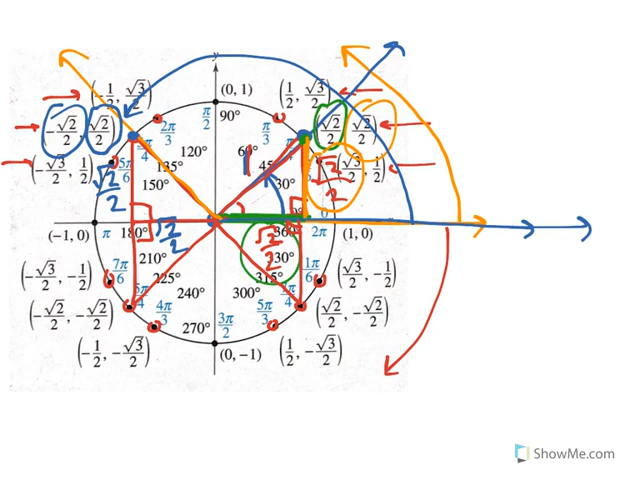 y
(-1/2, √3/2) (0, 1) (1/2, √3/2)
(-√2/2, √2/2) π/2 90° (√2/2, √2/2)
2π/3 π/3
(-√3/2, 1/2) 5π/6 135° 120° 60° 45° (√3/2, 1/2)
√2/2 150° 1 30° √2/2
(-1, 0) π 180° √2/2 360° 2π (1, 0)
√2/2
(-√3/2, -1/2) 7π/6 210° 330° 11π/6 (√3/2, -1/2)
225° 315°
(-√2/2, -√2/2) 5π/4 240° 300° 7π/4 (√2/2, -√2/2)
4π/3 270° 3π/2 5π/3
(-1/2, -√3/2) (0, -1) (1/2, -√3/2)
ShowMe.com